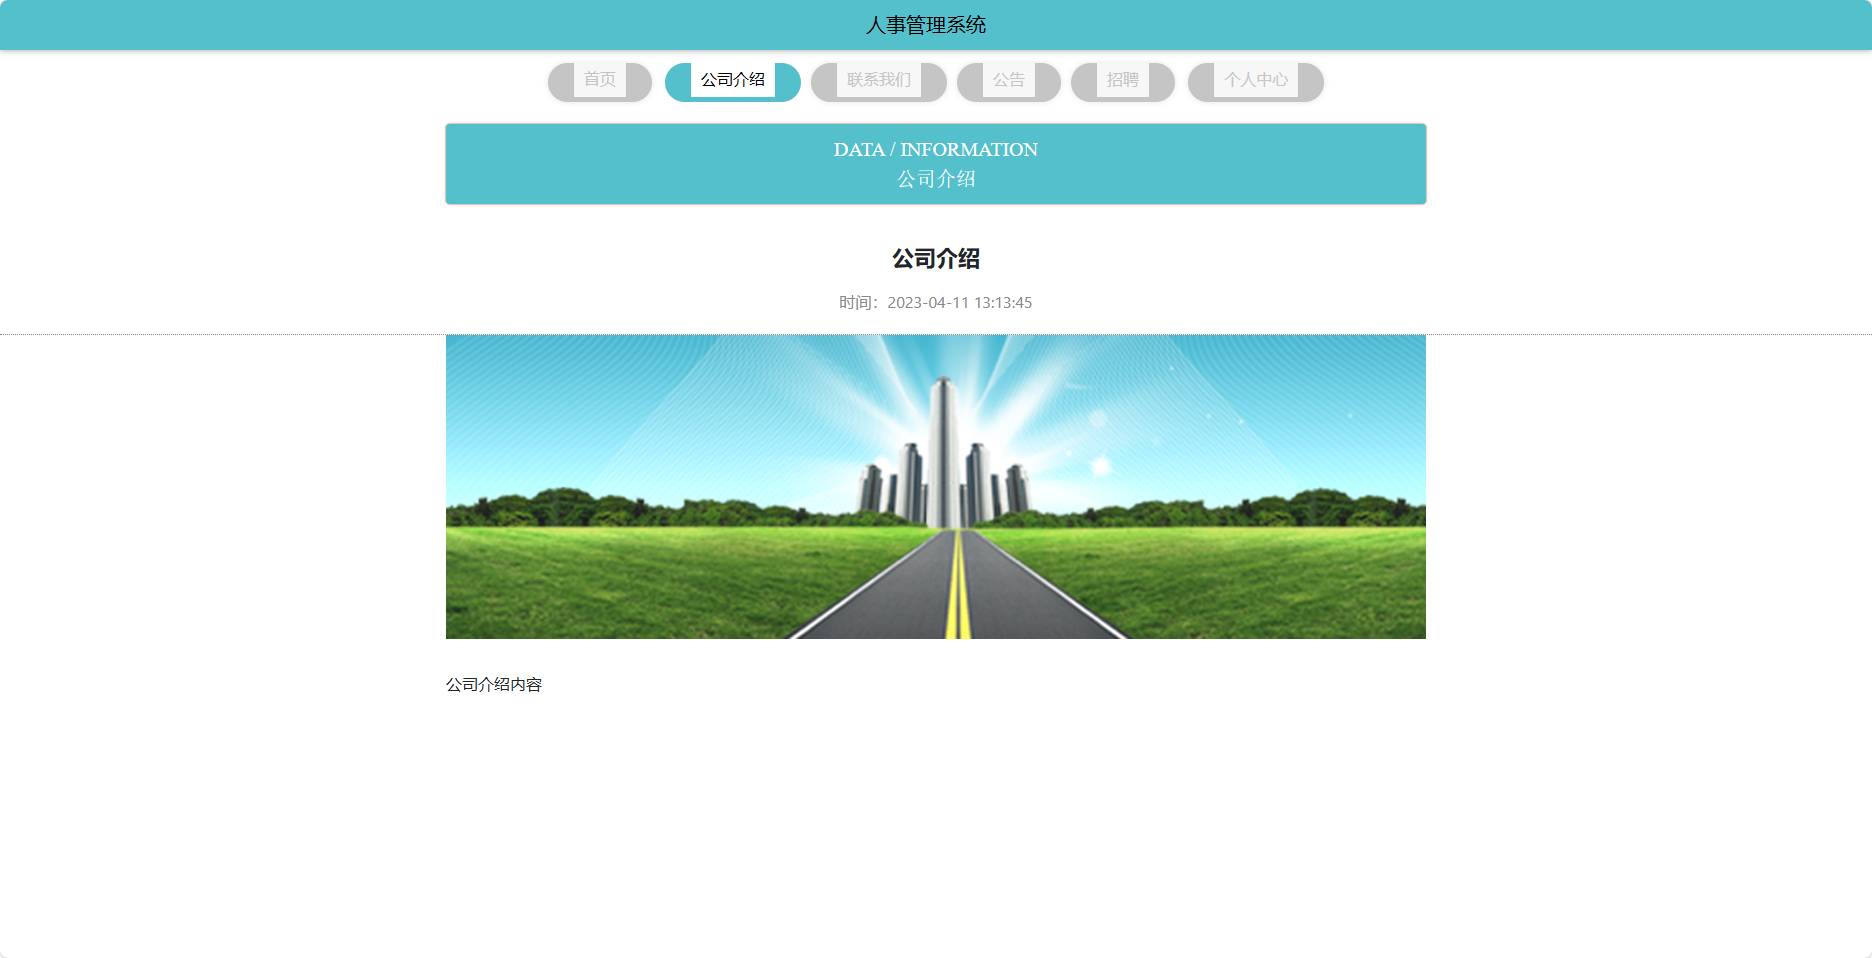 人事管理系统
首页 公司介绍 联系我们 公告 招聘 个人中心
DATA / INFORMATION
公司介绍
公司介绍
时间：2023-04-11 13:13:45
公司介绍内容